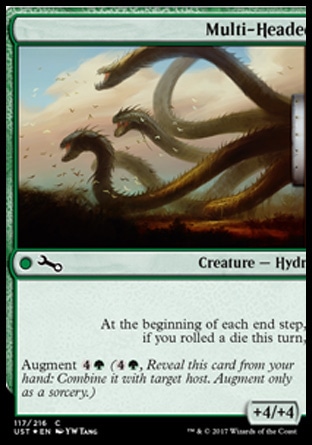 Multi-Headed
Creature — Hydr
At the beginning of each end step,
if you rolled a die this turn,
Augment 4 (4, Reveal this card from your
hand: Combine it with target host. Augment only
as a sorcery.)
+4/+4
117/216 C
UST EN YW TANG
™ & © 2017 Wizards of the Coast